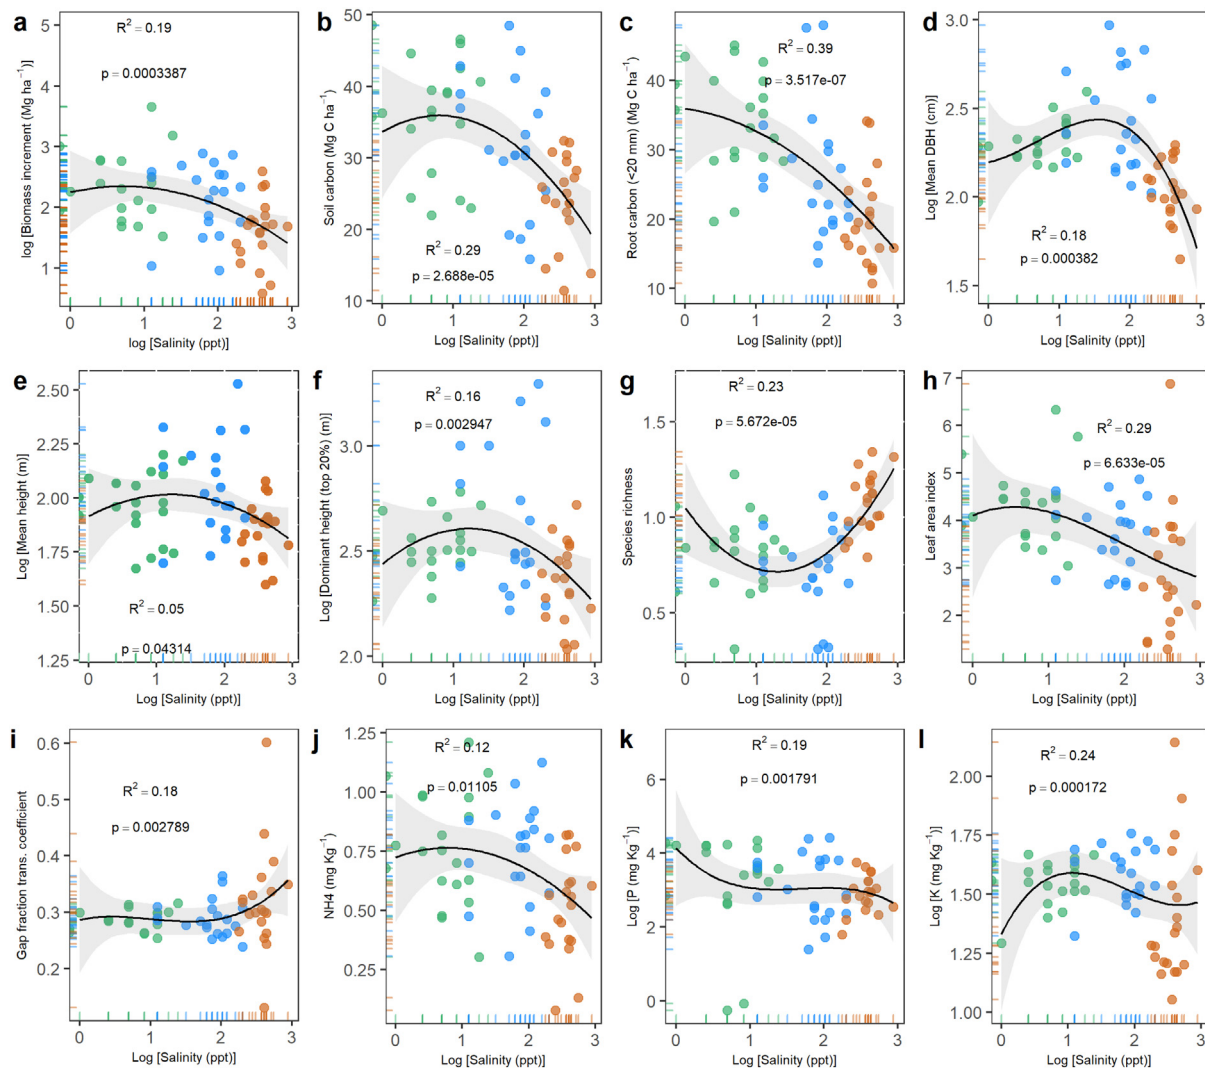 a
R² = 0.19
p = 0.0003387
log [Biomass increment (Mg ha⁻¹)]
5
4
3
2
1
0
1
2
3
log [Salinity (ppt)]
b
Soil carbon (Mg C ha⁻¹)
50
40
30
20
10
R² = 0.29
p = 2.688e-05
0
1
2
3
Log [Salinity (ppt)]
c
R² = 0.39
p = 3.517e-07
Root carbon (<20 mm) (Mg C ha⁻¹)
40
30
20
10
0
1
2
3
Log [Salinity (ppt)]
d
Log [Mean DBH (cm)]
3.0
2.5
2.0
1.5
R² = 0.18
p = 0.000382
0
1
2
3
Log [Salinity (ppt)]
e
Log [Mean height (m)]
2.50
2.25
2.00
1.75
1.50
1.25
R² = 0.05
p = 0.04314
0
1
2
3
Log [Salinity (ppt)]
f
R² = 0.16
p = 0.002947
Log [Dominant height (top 20%) (m)]
3.0
2.5
2.0
0
1
2
3
Log [Salinity (ppt)]
g
R² = 0.23
p = 5.672e-05
Species richness
1.5
1.0
0.5
0
1
2
3
Log [Salinity (ppt)]
h
R² = 0.29
p = 6.633e-05
Leaf area index
7
6
5
4
3
2
0
1
2
3
Log [Salinity (ppt)]
i
R² = 0.18
p = 0.002789
Gap fraction trans. coefficient
0.6
0.5
0.4
0.3
0.2
0
1
2
3
Log [Salinity (ppt)]
j
R² = 0.12
p = 0.01105
NH4 (mg Kg⁻¹)
1.25
1.00
0.75
0.50
0.25
0
1
2
3
Log [Salinity (ppt)]
k
R² = 0.19
p = 0.001791
Log [P (mg Kg⁻¹)]
6
4
2
0
0
1
2
3
Log [Salinity (ppt)]
l
R² = 0.24
p = 0.000172
Log [K (mg Kg⁻¹)]
2.00
1.75
1.50
1.25
1.00
0
1
2
3
Log [Salinity (ppt)]